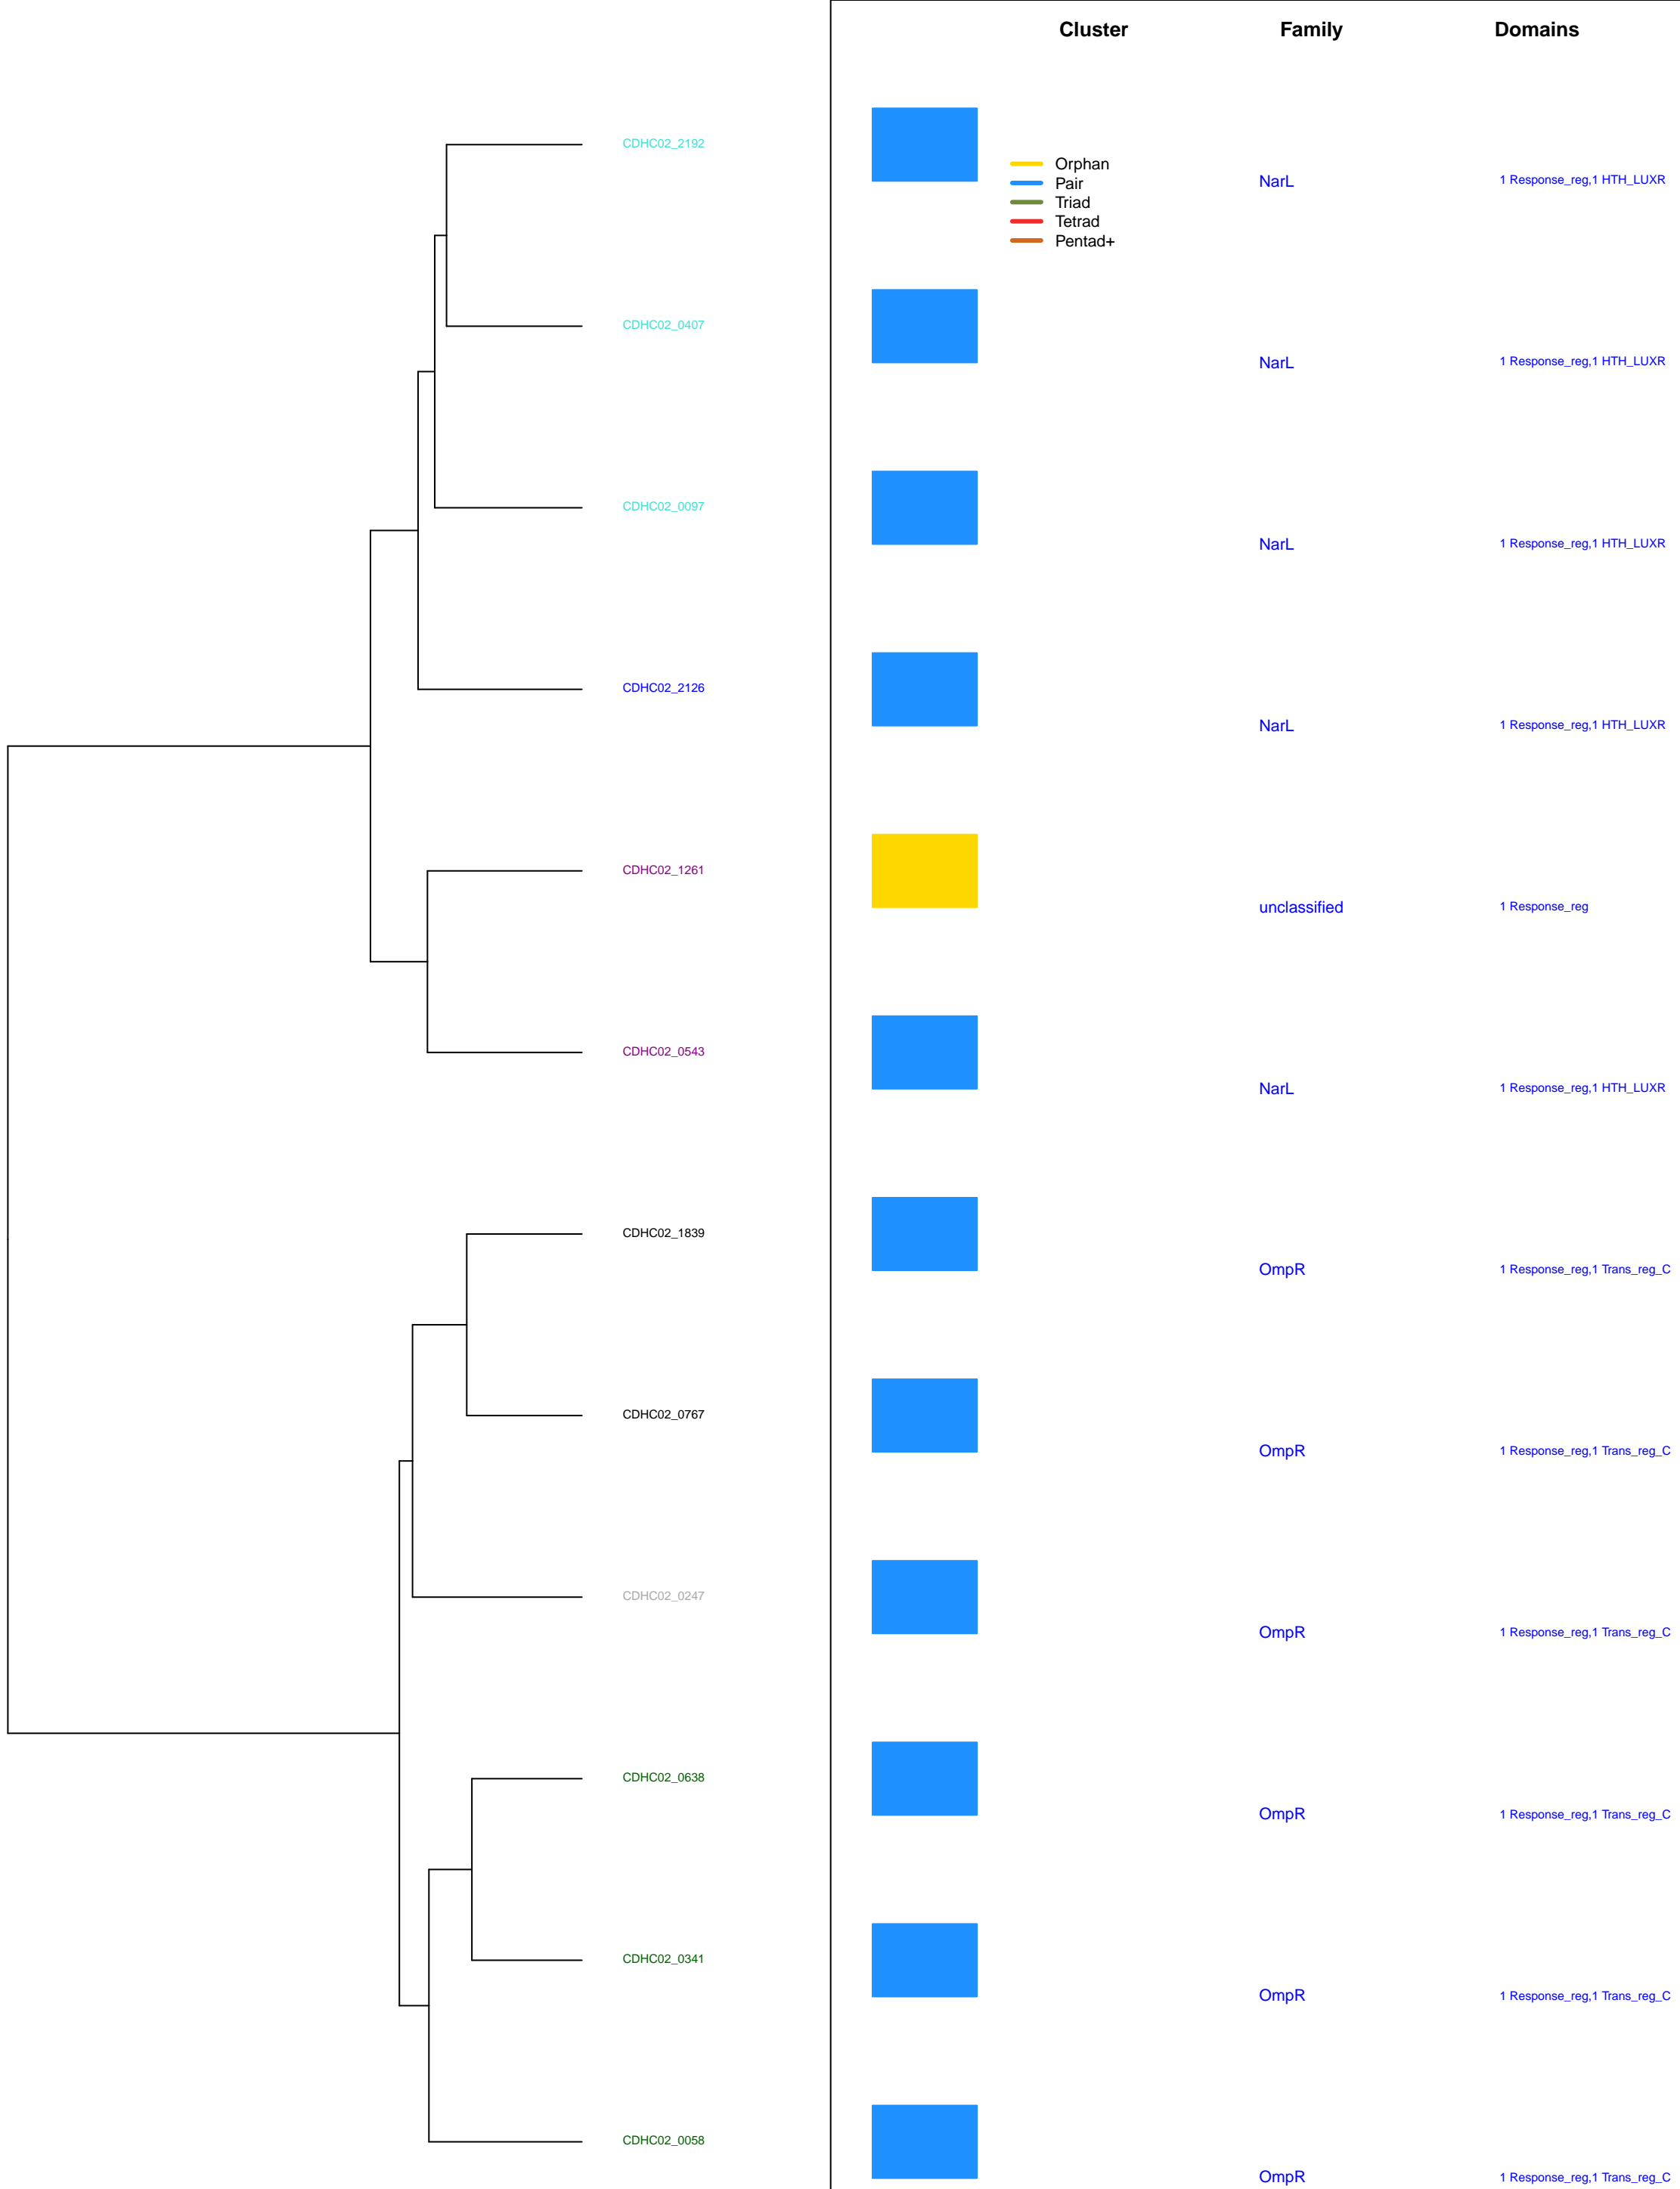 Cluster Family Domains
CDHC02_2192
Orphan
Pair
Triad
Tetrad
Pentad+
NarL 1 Response_reg,1 HTH_LUXR
CDHC02_0407
NarL 1 Response_reg,1 HTH_LUXR
CDHC02_0097
NarL 1 Response_reg,1 HTH_LUXR
CDHC02_2126
NarL 1 Response_reg,1 HTH_LUXR
CDHC02_1261
unclassified 1 Response_reg
CDHC02_0543
NarL 1 Response_reg,1 HTH_LUXR
CDHC02_1839
OmpR 1 Response_reg,1 Trans_reg_C
CDHC02_0767
OmpR 1 Response_reg,1 Trans_reg_C
CDHC02_0247
OmpR 1 Response_reg,1 Trans_reg_C
CDHC02_0638
OmpR 1 Response_reg,1 Trans_reg_C
CDHC02_0341
OmpR 1 Response_reg,1 Trans_reg_C
CDHC02_0058
OmpR 1 Response_reg,1 Trans_reg_C